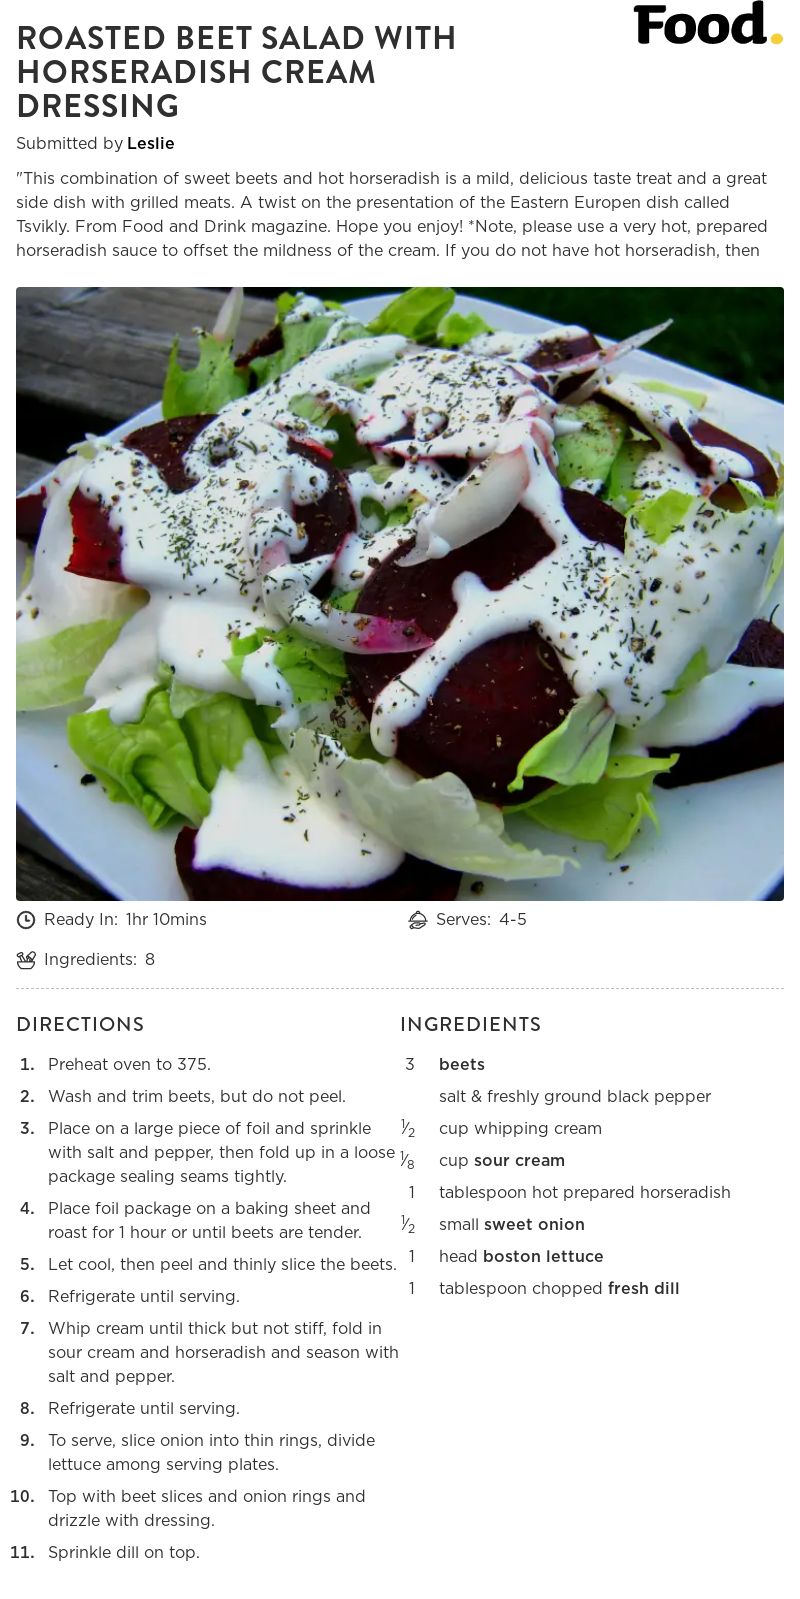 Food.
ROASTED BEET SALAD WITH
HORSERADISH CREAM
DRESSING
Submitted by Leslie
"This combination of sweet beets and hot horseradish is a mild, delicious taste treat and a great
side dish with grilled meats. A twist on the presentation of the Eastern Europen dish called
Tsvikly. From Food and Drink magazine. Hope you enjoy! *Note, please use a very hot, prepared
horseradish sauce to offset the mildness of the cream. If you do not have hot horseradish, then
Ready In: 1hr 10mins
Serves: 4-5
Ingredients: 8
DIRECTIONS
1. Preheat oven to 375.
2. Wash and trim beets, but do not peel.
3. Place on a large piece of foil and sprinkle
with salt and pepper, then fold up in a loose
package sealing seams tightly.
4. Place foil package on a baking sheet and
roast for 1 hour or until beets are tender.
5. Let cool, then peel and thinly slice the beets.
6. Refrigerate until serving.
7. Whip cream until thick but not stiff, fold in
sour cream and horseradish and season with
salt and pepper.
8. Refrigerate until serving.
9. To serve, slice onion into thin rings, divide
lettuce among serving plates.
10. Top with beet slices and onion rings and
drizzle with dressing.
11. Sprinkle dill on top.
INGREDIENTS
3 beets
salt & freshly ground black pepper
1⁄2 cup whipping cream
1⁄8 cup sour cream
1 tablespoon hot prepared horseradish
1⁄2 small sweet onion
1 head boston lettuce
1 tablespoon chopped fresh dill